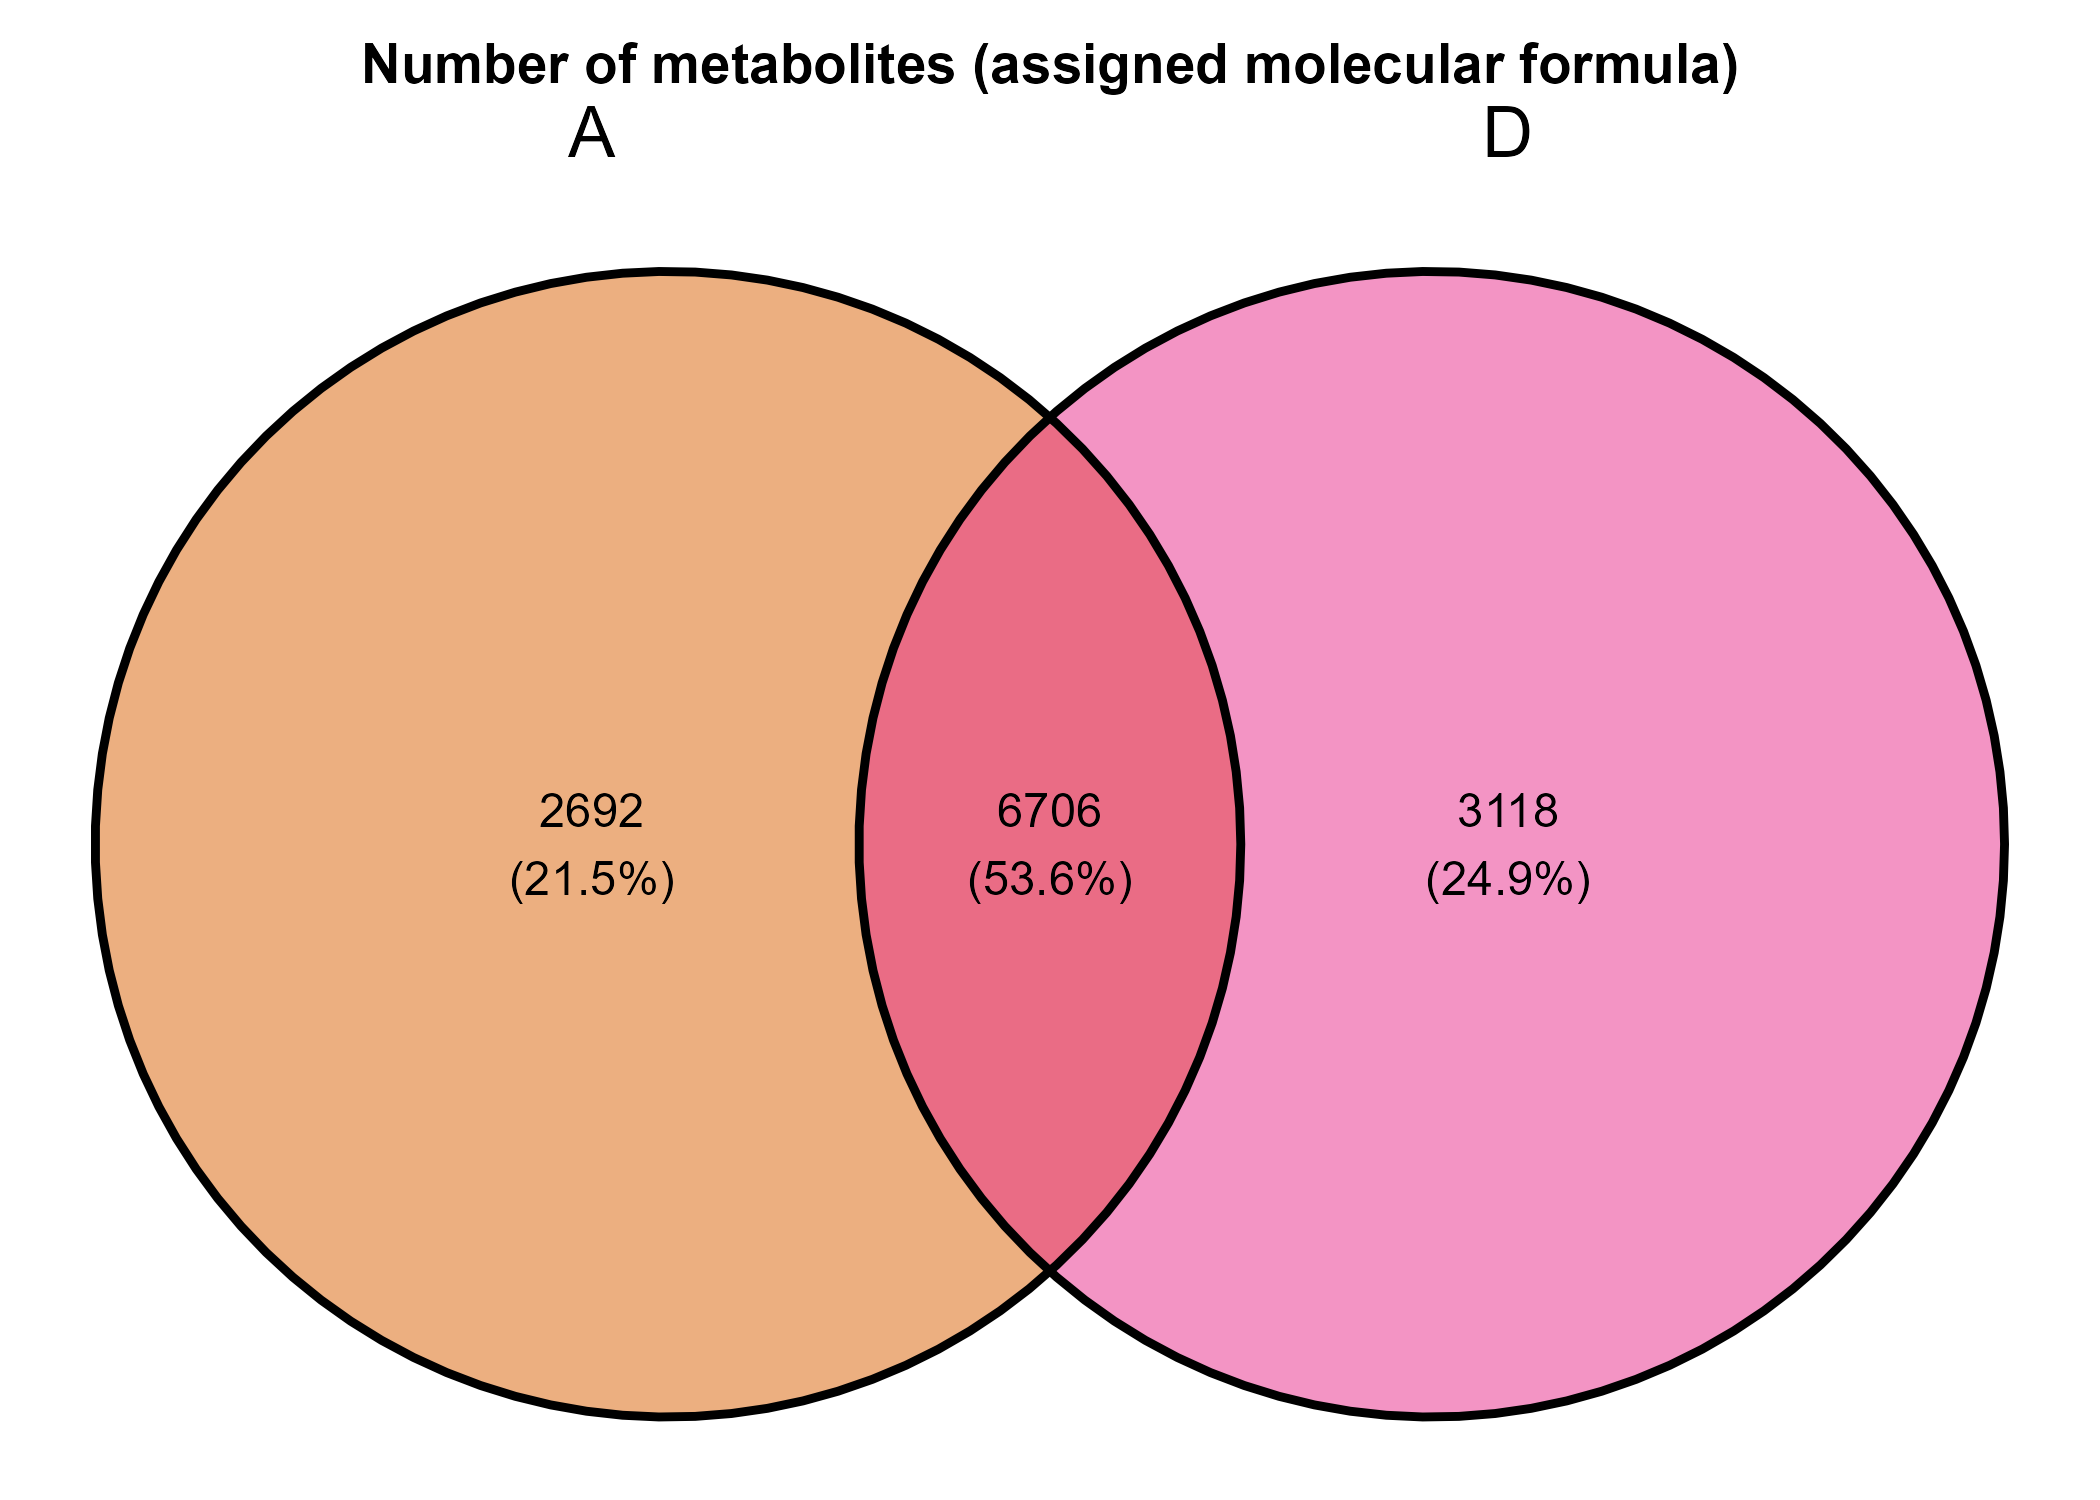 Number of metabolites (assigned molecular formula)
A D
2692 6706 3118
(21.5%) (53.6%) (24.9%)